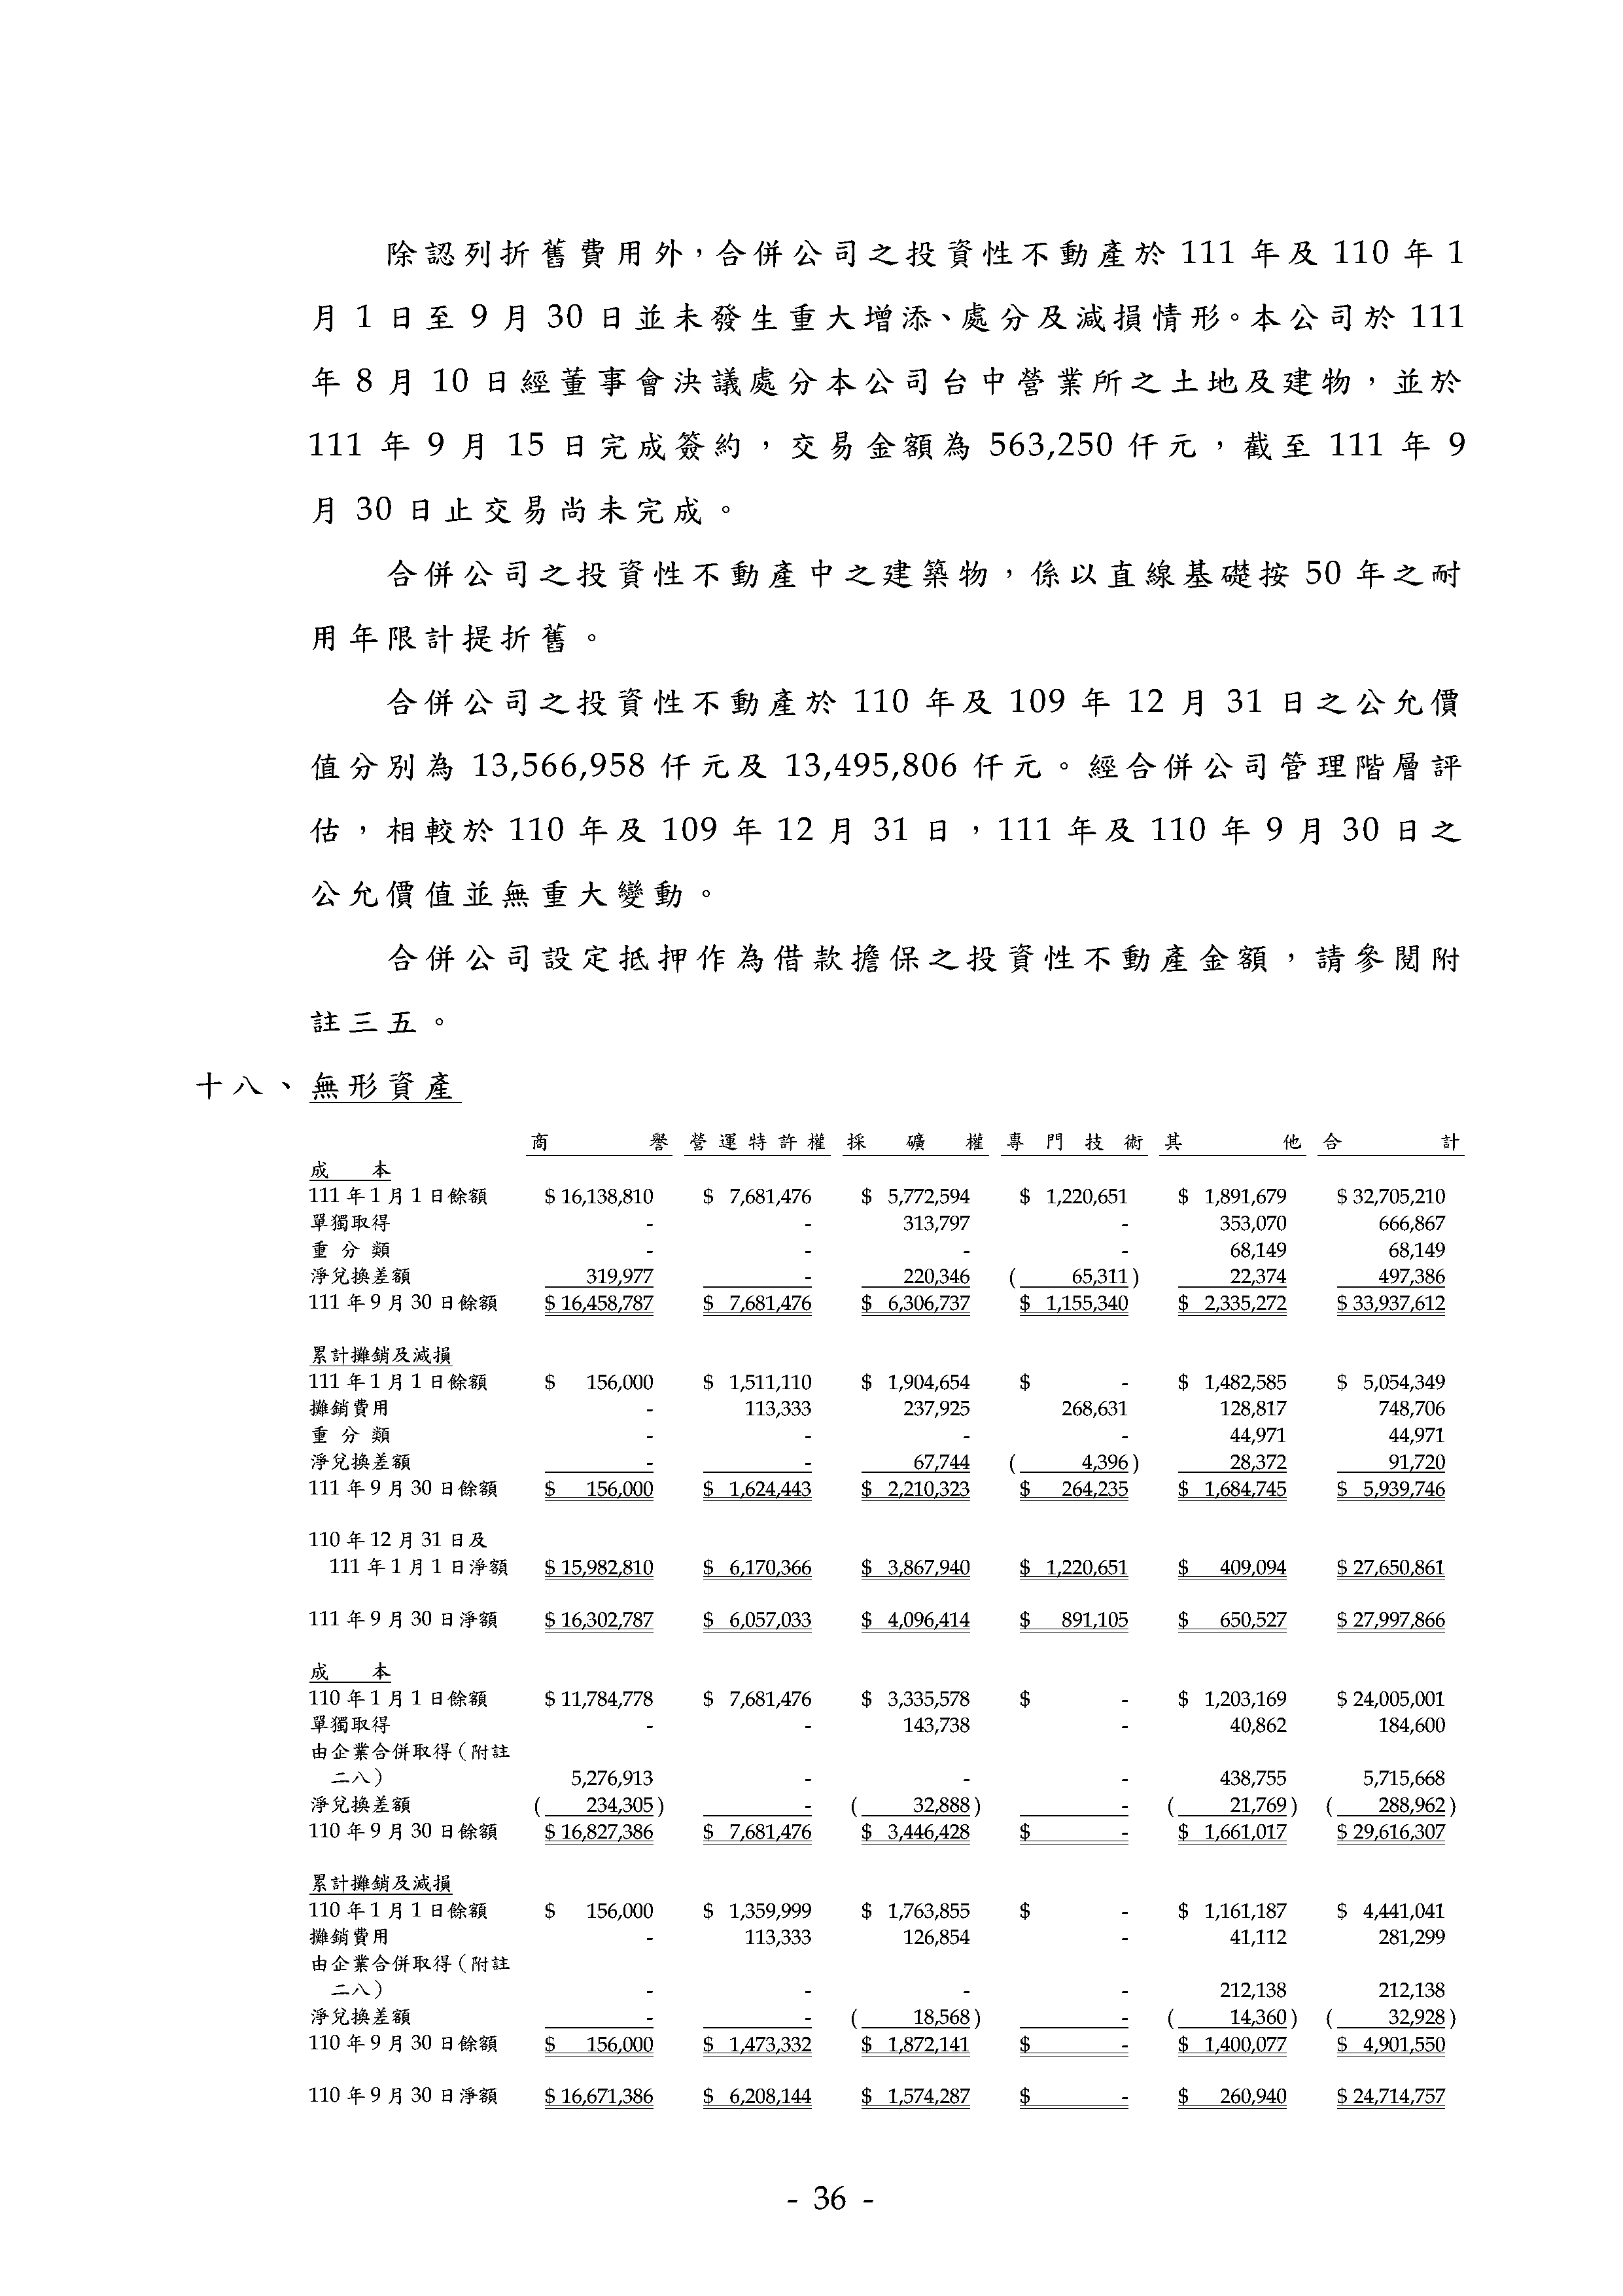 除認列折舊費用外，合併公司之投資性不動產於 111 年及 110 年 1
月 1 日至 9 月 30 日並未發生重大增添、處分及減損情形。本公司於 111
年 8 月 10 日經董事會決議處分本公司台中營業所之土地及建物，並於
111 年 9 月 15 日完成簽約，交易金額為 563,250 仟元，截至 111 年 9
月 30 日止交易尚未完成。
合併公司之投資性不動產中之建築物，係以直線基礎按 50 年之耐
用年限計提折舊。
合併公司之投資性不動產於 110 年及 109 年 12 月 31 日之公允價
值分別為 13,566,958 仟元及 13,495,806 仟元。經合併公司管理階層評
估，相較於 110 年及 109 年 12 月 31 日，111 年及 110 年 9 月 30 日之
公允價值並無重大變動。
合併公司設定抵押作為借款擔保之投資性不動產金額，請參閱附
註三五。
十八、無形資產
商譽 營運特許權 採礦權 專門技術 其他 合計
成本
111 年 1 月 1 日餘額 $ 16,138,810 $ 7,681,476 $ 5,772,594 $ 1,220,651 $ 1,891,679 $ 32,705,210
單獨取得 - - 313,797 - 353,070 666,867
重分類 - - - - 68,149 68,149
淨兌換差額 319,977 - 220,346 ( 65,311) 22,374 497,386
111 年 9 月 30 日餘額 $ 16,458,787 $ 7,681,476 $ 6,306,737 $ 1,155,340 $ 2,335,272 $ 33,937,612
累計攤銷及減損
111 年 1 月 1 日餘額 $ 156,000 $ 1,511,110 $ 1,904,654 $ - $ 1,482,585 $ 5,054,349
攤銷費用 - 113,333 237,925 268,631 128,817 748,706
重分類 - - - - 44,971 44,971
淨兌換差額 - - 67,744 ( 4,396) 28,372 91,720
111 年 9 月 30 日餘額 $ 156,000 $ 1,624,443 $ 2,210,323 $ 264,235 $ 1,684,745 $ 5,939,746
110 年 12 月 31 日及
111 年 1 月 1 日淨額 $ 15,982,810 $ 6,170,366 $ 3,867,940 $ 1,220,651 $ 409,094 $ 27,650,861
111 年 9 月 30 日淨額 $ 16,302,787 $ 6,057,033 $ 4,096,414 $ 891,105 $ 650,527 $ 27,997,866
成本
110 年 1 月 1 日餘額 $ 11,784,778 $ 7,681,476 $ 3,335,578 $ - $ 1,203,169 $ 24,005,001
單獨取得 - - 143,738 - 40,862 184,600
由企業合併取得（附註
二八） 5,276,913 - - - 438,755 5,715,668
淨兌換差額 ( 234,305) - ( 32,888) - ( 21,769) ( 288,962)
110 年 9 月 30 日餘額 $ 16,827,386 $ 7,681,476 $ 3,446,428 $ - $ 1,661,017 $ 29,616,307
累計攤銷及減損
110 年 1 月 1 日餘額 $ 156,000 $ 1,359,999 $ 1,763,855 $ - $ 1,161,187 $ 4,441,041
攤銷費用 - 113,333 126,854 - 41,112 281,299
由企業合併取得（附註
二八） - - - - 212,138 212,138
淨兌換差額 - - ( 18,568) - ( 14,360) ( 32,928)
110 年 9 月 30 日餘額 $ 156,000 $ 1,473,332 $ 1,872,141 $ - $ 1,400,077 $ 4,901,550
110 年 9 月 30 日淨額 $ 16,671,386 $ 6,208,144 $ 1,574,287 $ - $ 260,940 $ 24,714,757
- 36 -